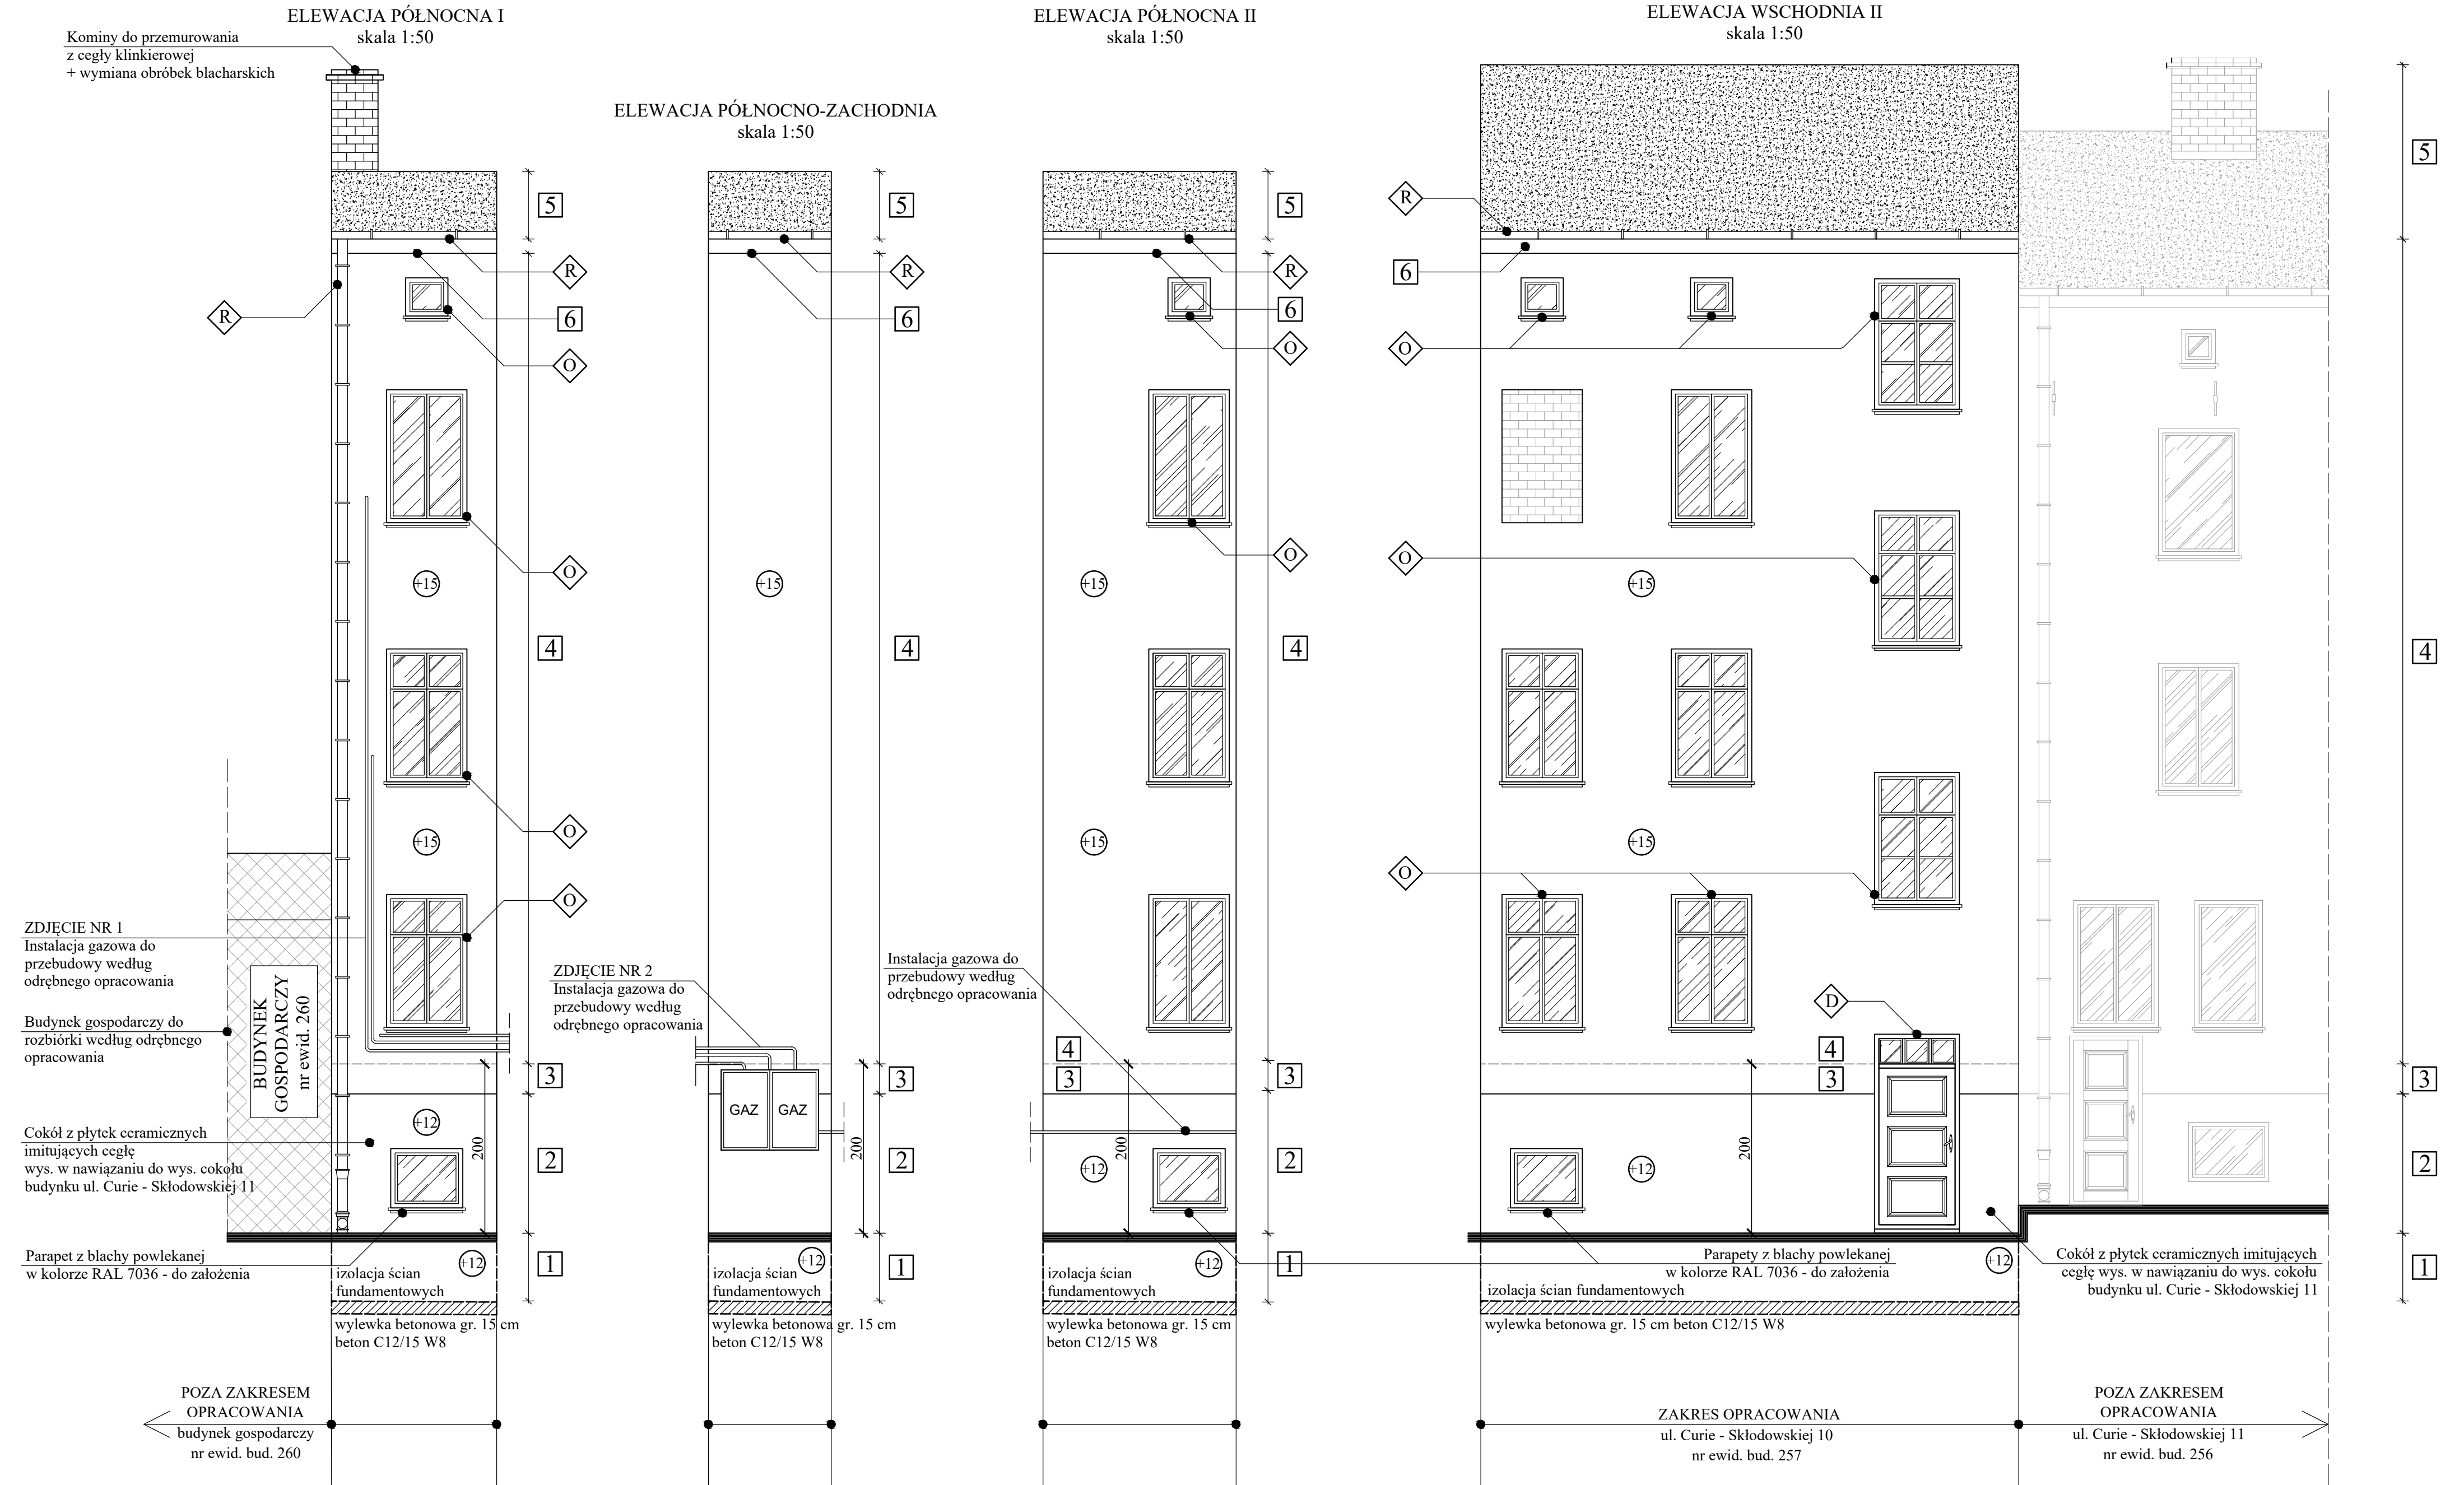 ELEWACJA PÓŁNOCNA I
skala 1:50
Kominy do przemurowania
z cegły klinkierowej
+ wymiana obróbek blacharskich
5
R
R
6
O
O
+15
4
O
+15
O
ZDJĘCIE NR 1
Instalacja gazowa do
przebudowy według
odrębnego opracowania
Budynek gospodarczy do
rozbiórki według odrębnego
opracowania
BUDYNEK
GOSPODARCZY
nr ewid. 260
3
+12
200
2
Cokół z płytek ceramicznych
imitujących cegłę
wys. w nawiązaniu do wys. cokołu
budynku ul. Curie - Skłodowskiej 11
Parapet z blachy powlekanej
w kolorze RAL 7036 - do założenia
+12
1
izolacja ścian
fundamentowych
wylewka betonowa gr. 15 cm
beton C12/15 W8
POZA ZAKRESEM
OPRACOWANIA
budynek gospodarczy
nr ewid. bud. 260
ELEWACJA PÓŁNOCNO-ZACHODNIA
skala 1:50
5
R
6
+15
4
ZDJĘCIE NR 2
Instalacja gazowa do
przebudowy według
odrębnego opracowania
GAZ
GAZ
3
200
2
+12
1
izolacja ścian
fundamentowych
wylewka betonowa gr. 15 cm
beton C12/15 W8
ELEWACJA PÓŁNOCNA II
skala 1:50
5
R
6
O
O
+15
4
+15
Instalacja gazowa do
przebudowy według
odrębnego opracowania
4
3
3
200
+12
2
+12
1
izolacja ścian
fundamentowych
wylewka betonowa gr. 15 cm
beton C12/15 W8
ELEWACJA WSCHODNIA II
skala 1:50
R
5
6
O
O
+15
4
+15
O
D
4
3
3
200
+12
2
+12
1
Parapety z blachy powlekanej
w kolorze RAL 7036 - do założenia
Cokół z płytek ceramicznych imitujących
cegłę wys. w nawiązaniu do wys. cokołu
budynku ul. Curie - Skłodowskiej 11
izolacja ścian fundamentowych
wylewka betonowa gr. 15 cm beton C12/15 W8
ZAKRES OPRACOWANIA
ul. Curie - Skłodowskiej 10
nr ewid. bud. 257
POZA ZAKRESEM
OPRACOWANIA
ul. Curie - Skłodowskiej 11
nr ewid. bud. 256